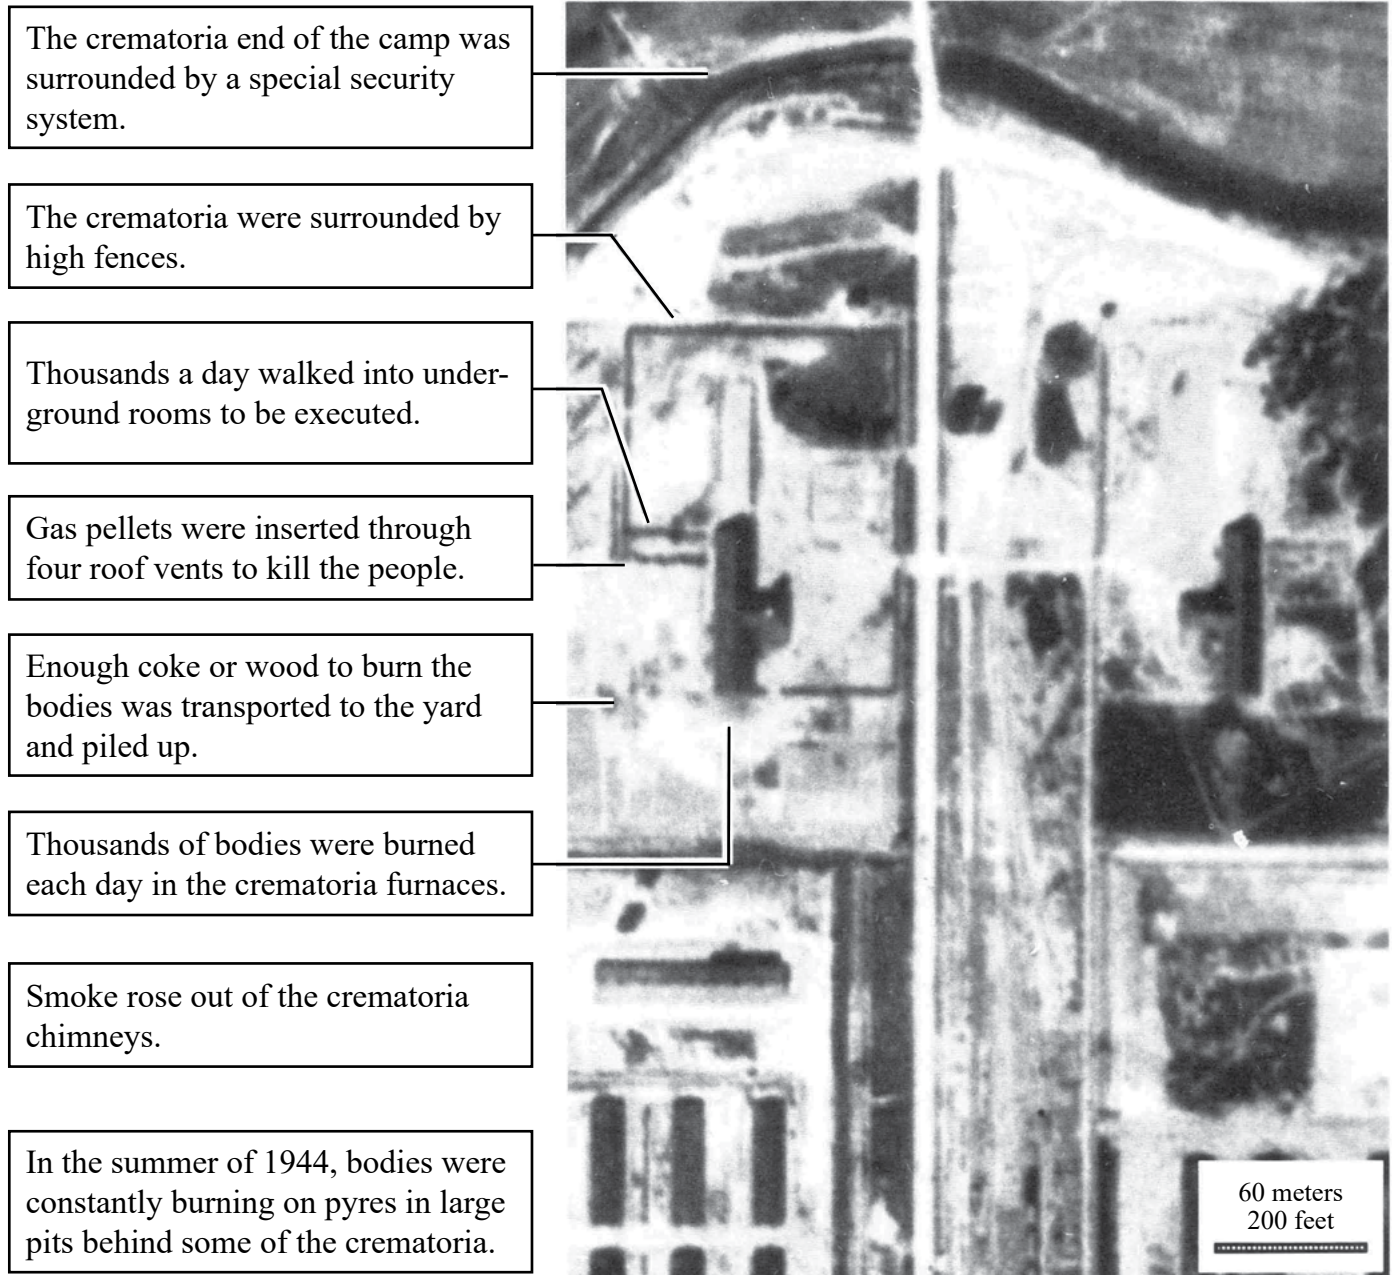 The crematoria end of the camp was
surrounded by a special security
system.
The crematoria were surrounded by
high fences.
Thousands a day walked into under-
ground rooms to be executed.
Gas pellets were inserted through
four roof vents to kill the people.
Enough coke or wood to burn the
bodies was transported to the yard
and piled up.
Thousands of bodies were burned
each day in the crematoria furnaces.
Smoke rose out of the crematoria
chimneys.
In the summer of 1944, bodies were
constantly burning on pyres in large
pits behind some of the crematoria.
60 meters
200 feet